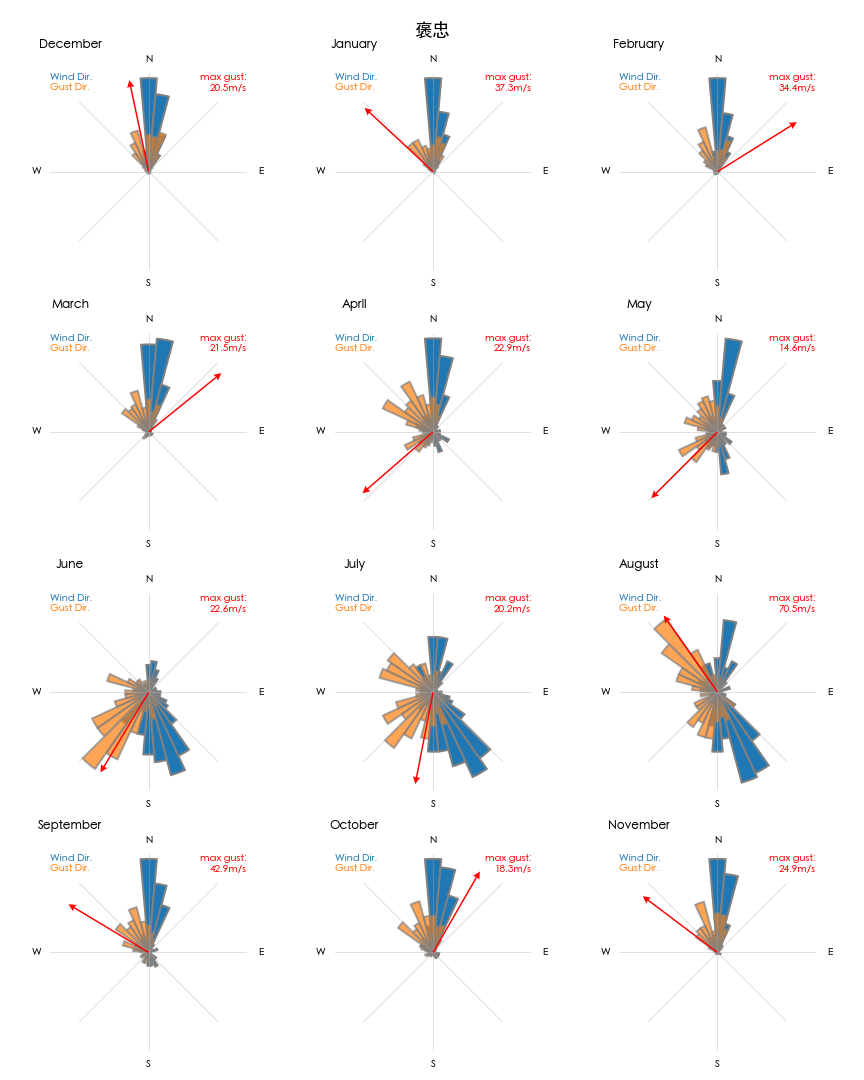 褒忠
December
N
Wind Dir.
Gust Dir.
max gust:
20.5m/s
W
E
S
January
N
Wind Dir.
Gust Dir.
max gust:
37.3m/s
W
E
S
February
N
Wind Dir.
Gust Dir.
max gust:
34.4m/s
W
E
S
March
N
Wind Dir.
Gust Dir.
max gust:
21.5m/s
W
E
S
April
N
Wind Dir.
Gust Dir.
max gust:
22.9m/s
W
E
S
May
N
Wind Dir.
Gust Dir.
max gust:
14.6m/s
W
E
S
June
N
Wind Dir.
Gust Dir.
max gust:
22.6m/s
W
E
S
July
N
Wind Dir.
Gust Dir.
max gust:
20.2m/s
W
E
S
August
N
Wind Dir.
Gust Dir.
max gust:
70.5m/s
W
E
S
September
N
Wind Dir.
Gust Dir.
max gust:
42.9m/s
W
E
S
October
N
Wind Dir.
Gust Dir.
max gust:
18.3m/s
W
E
S
November
N
Wind Dir.
Gust Dir.
max gust:
24.9m/s
W
E
S